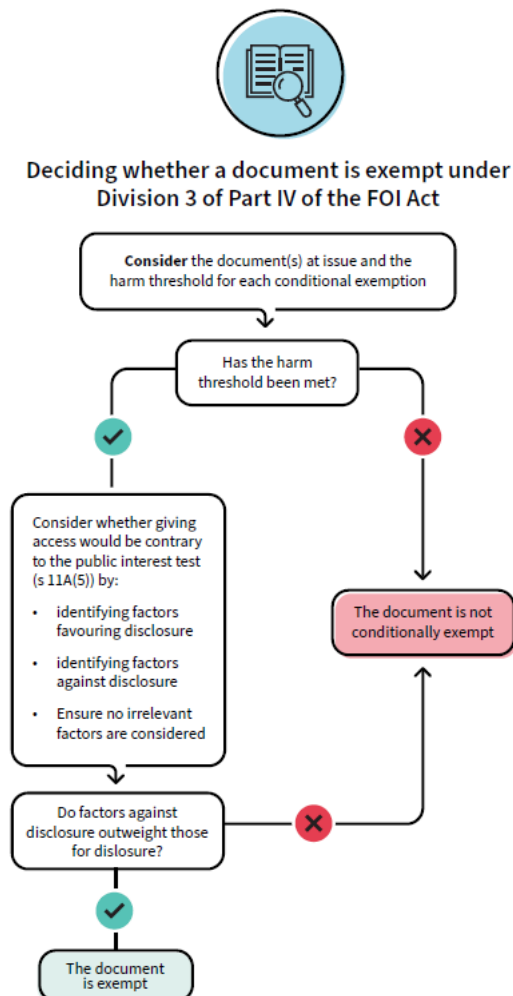 Deciding whether a document is exempt under
Division 3 of Part IV of the FOI Act
Consider the document(s) at issue and the
harm threshold for each conditional exemption
Has the harm
threshold been met?
Consider whether giving
access would be contrary
to the public interest test
(s 11A(5)) by:
• identifying factors
favouring disclosure
• identifying factors
against disclosure
• Ensure no irrelevant
factors are considered
The document is not
conditionally exempt
Do factors against
disclosure outweight those
for dislosure?
The document
is exempt